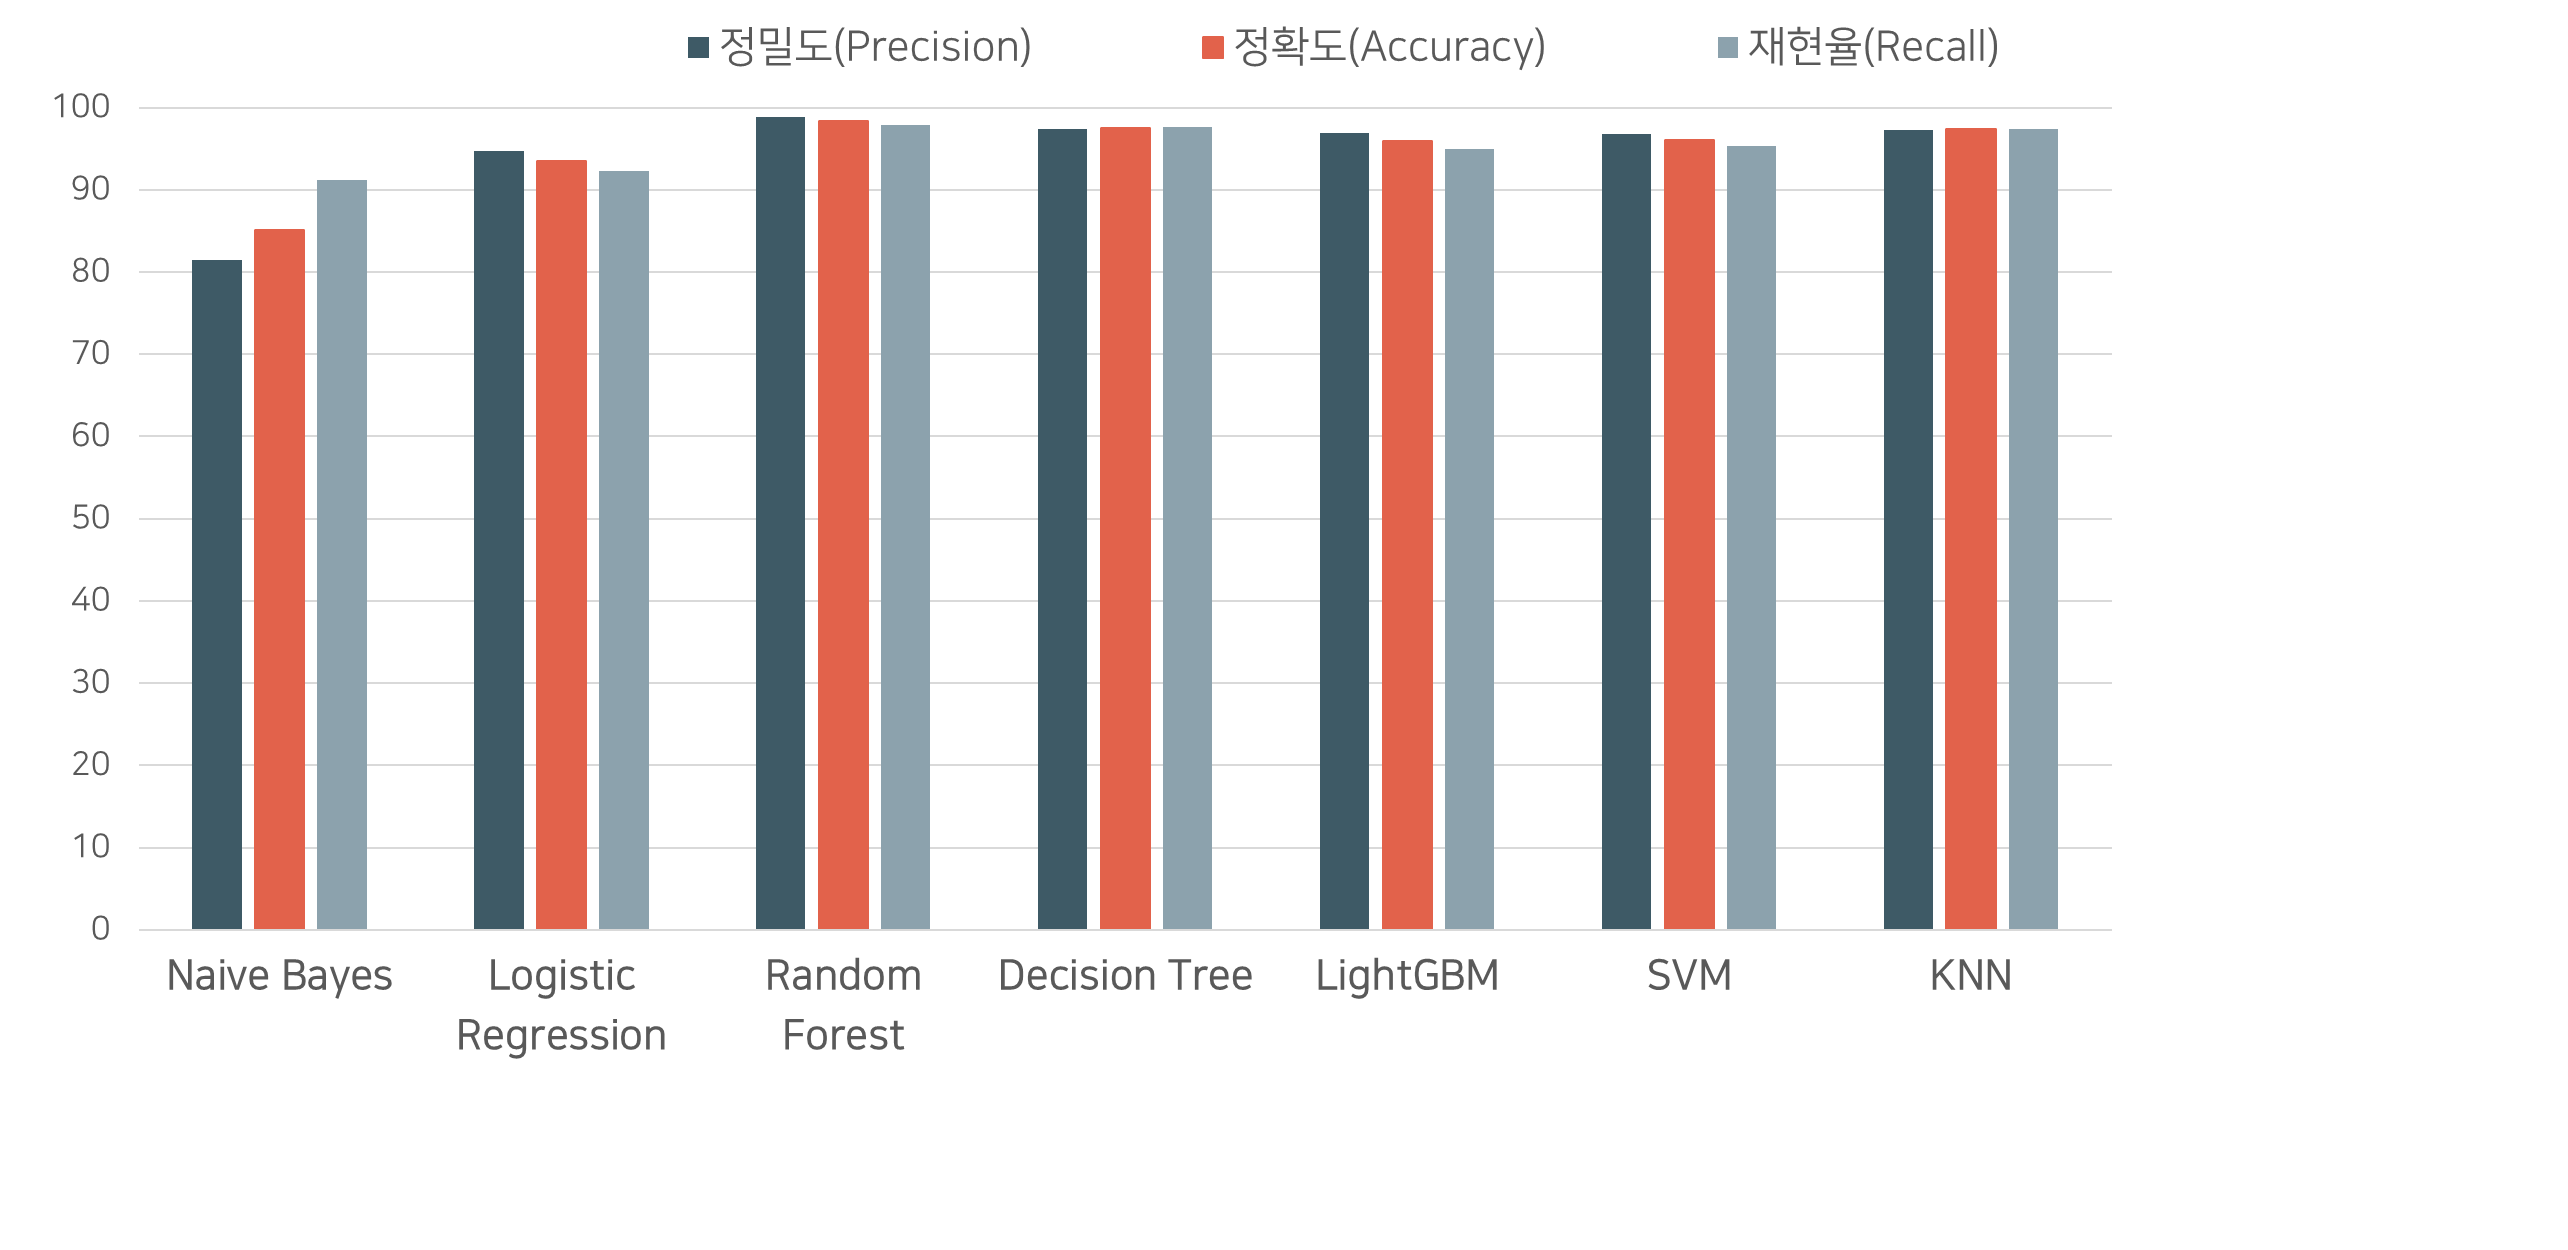 정밀도(Precision) 정확도(Accuracy) 재현율(Recall)
100
90
80
70
60
50
40
30
20
10
0
Naive Bayes
Logistic
Regression
Random
Forest
Decision Tree
LightGBM
SVM
KNN